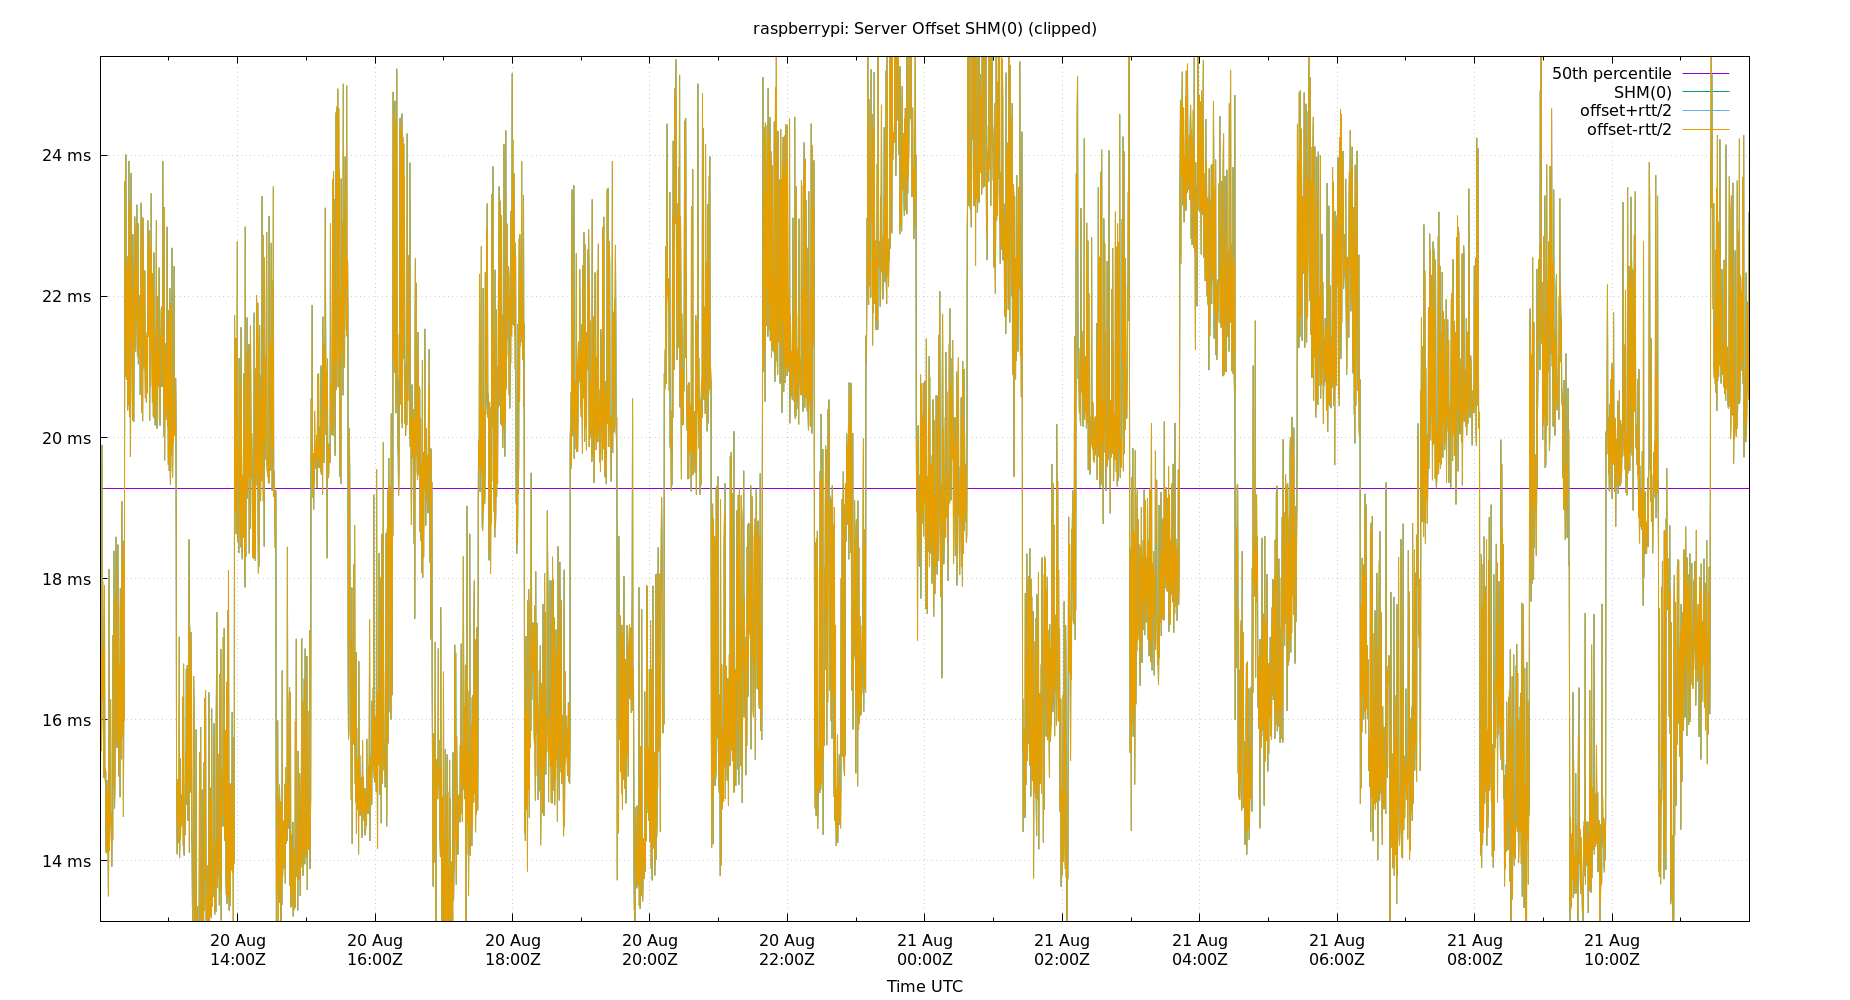 raspberrypi: Server Offset SHM(0) (clipped)
50th percentile
SHM(0)
offset+rtt/2
offset-rtt/2
24 ms
22 ms
20 ms
18 ms
16 ms
14 ms
20 Aug 20 Aug 20 Aug 20 Aug 20 Aug 21 Aug 21 Aug 21 Aug 21 Aug 21 Aug 21 Aug
14:00Z 16:00Z 18:00Z 20:00Z 22:00Z 00:00Z 02:00Z 04:00Z 06:00Z 08:00Z 10:00Z
Time UTC